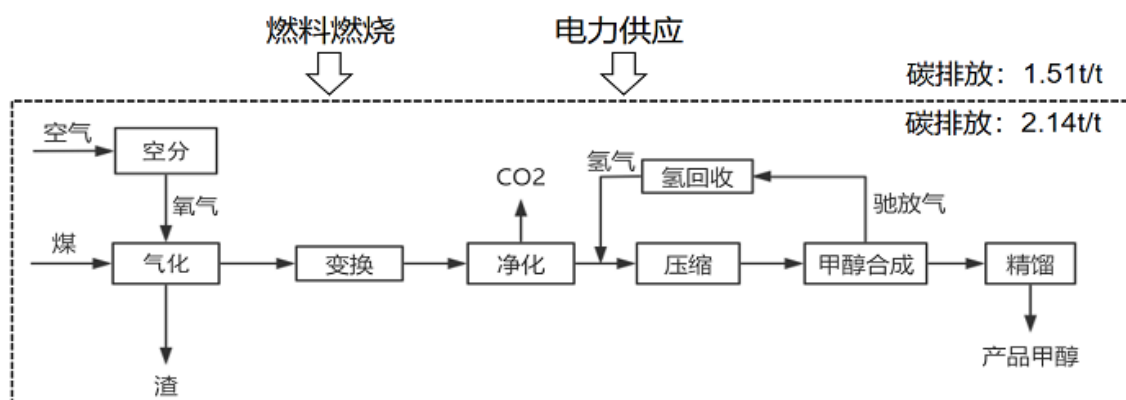 燃料燃烧
电力供应
碳排放：1.51t/t
碳排放：2.14t/t
空气
空分
氧气
煤
气化
渣
变换
CO2
净化
氢气
氢回收
驰放气
压缩
甲醇合成
精馏
产品甲醇